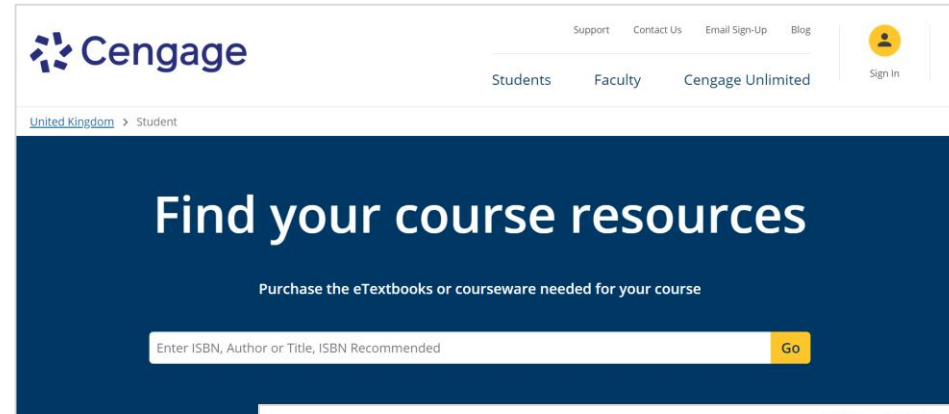 Cengage
Support Contact Us Email Sign-Up Blog
Students Faculty Cengage Unlimited
Sign In
United Kingdom > Student
Find your course resources
Purchase the eTextbooks or courseware needed for your course
Enter ISBN, Author or Title, ISBN Recommended
Go